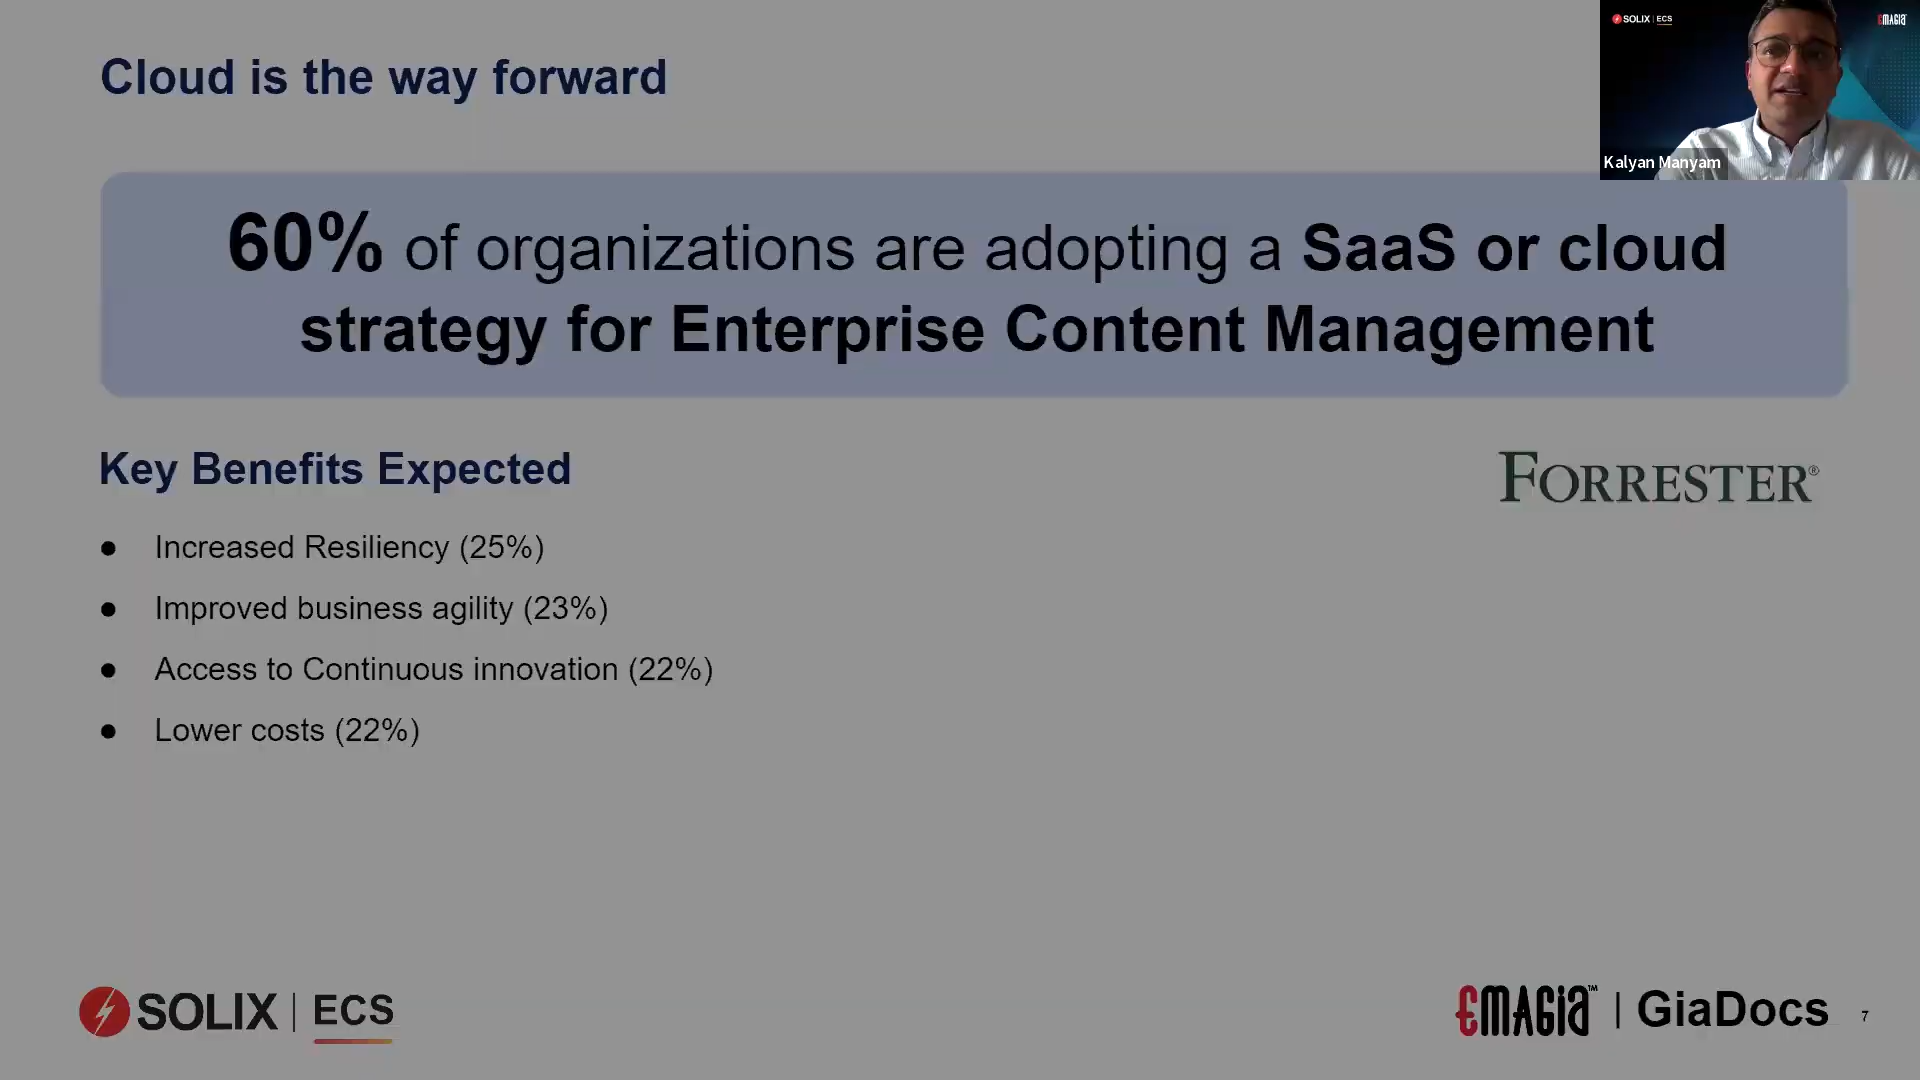 Cloud is the way forward
SOLIX | ECS
EMAGIA
Kalyan Manyam
60% of organizations are adopting a SaaS or cloud
strategy for Enterprise Content Management
Key Benefits Expected
FORRESTER®
● Increased Resiliency (25%)
● Improved business agility (23%)
● Access to Continuous innovation (22%)
● Lower costs (22%)
SOLIX | ECS
EMAGIA™ | GiaDocs
7